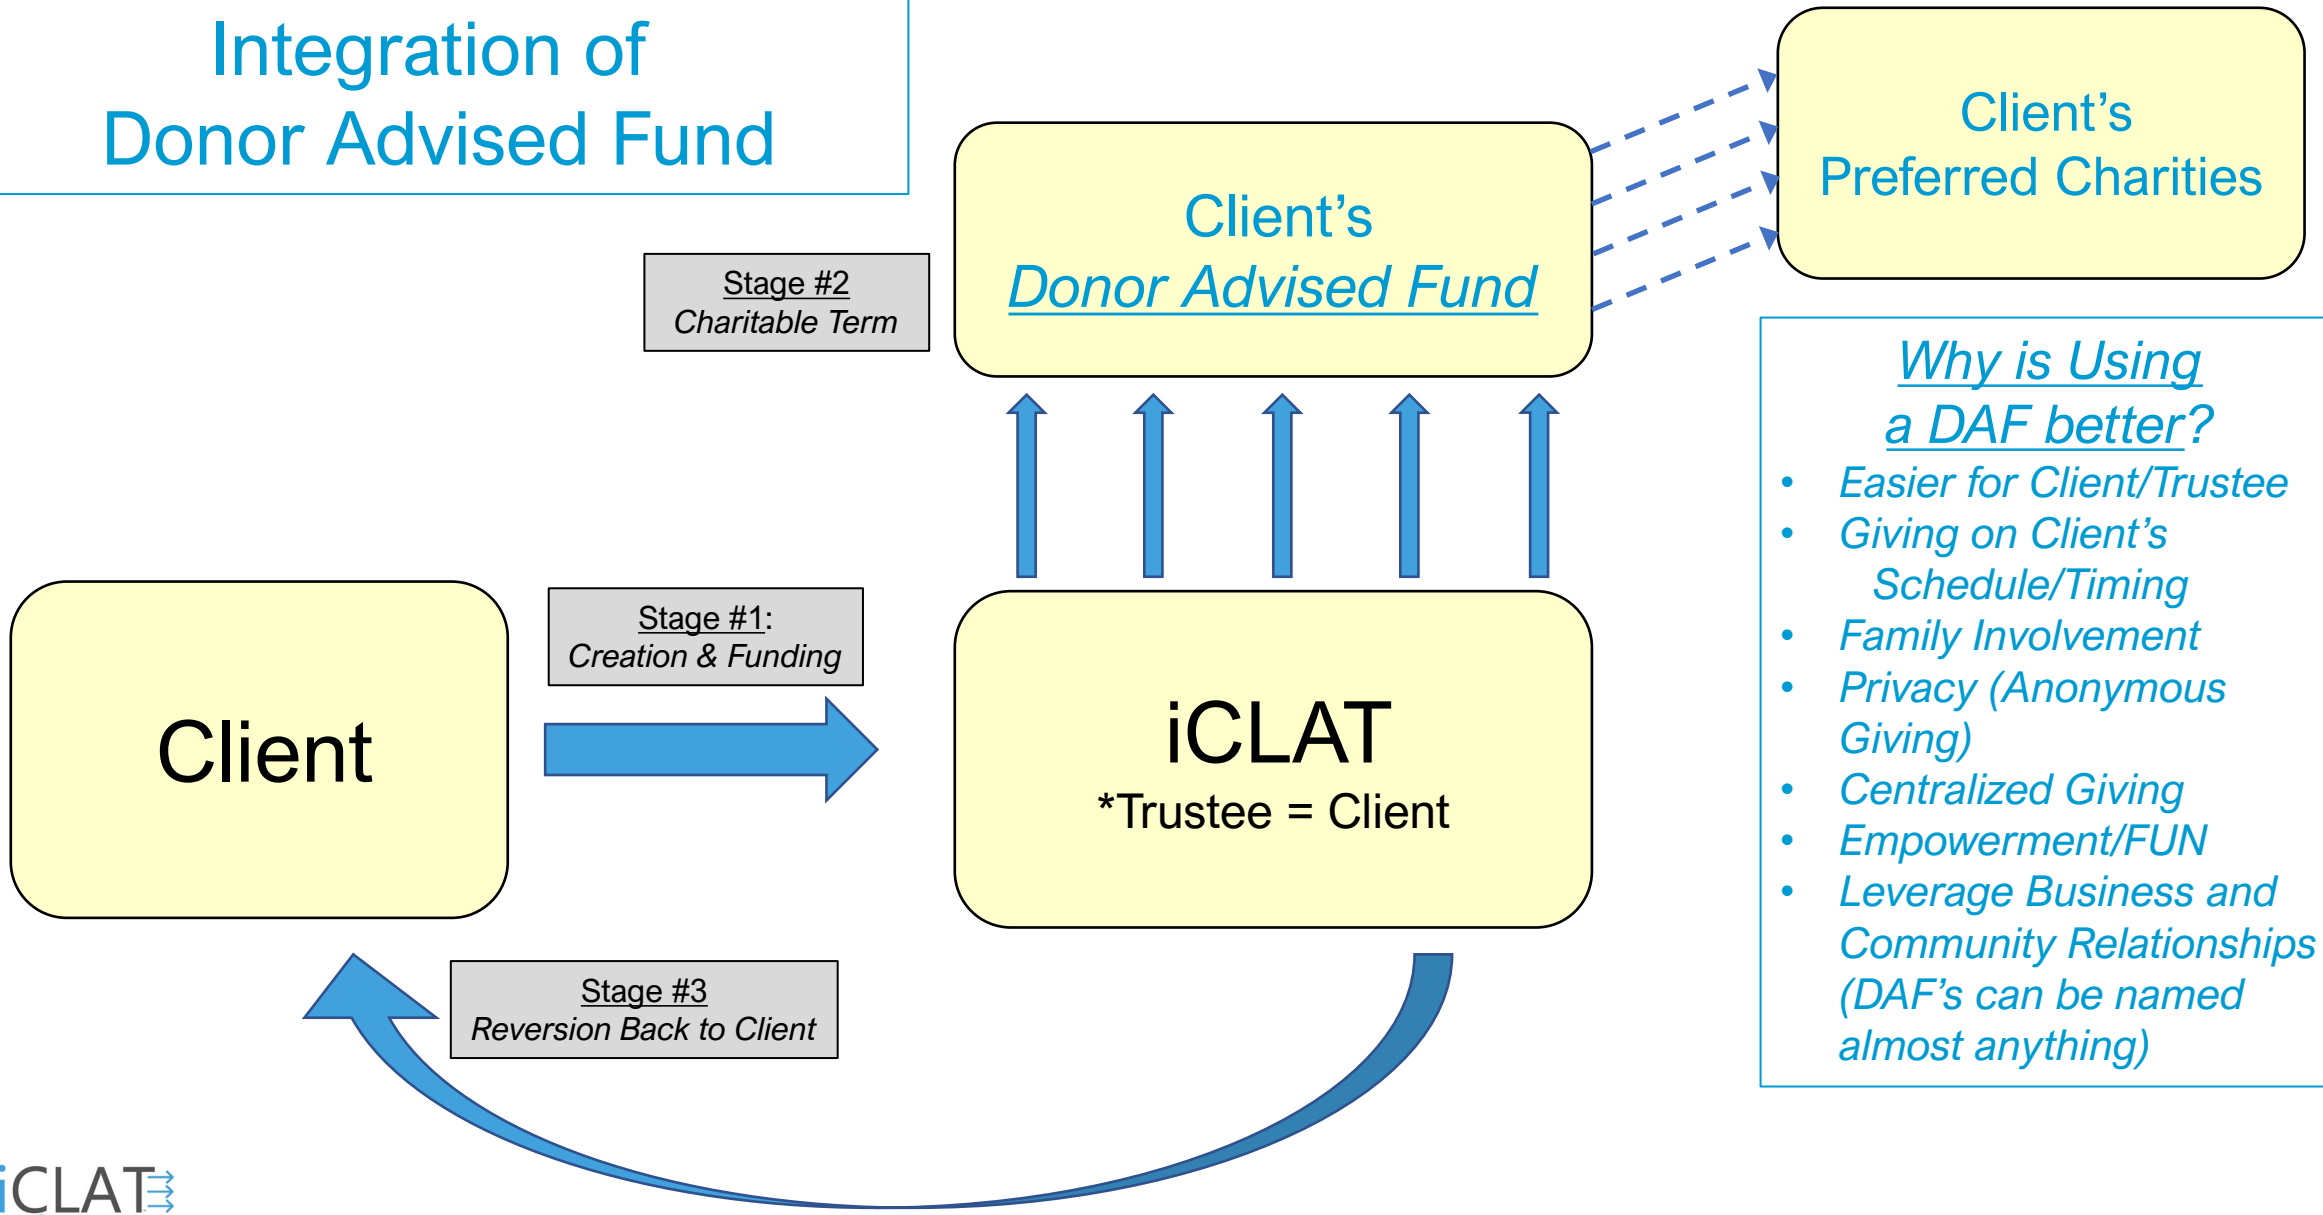 Integration of
Donor Advised Fund
Client's
Preferred Charities
Client's
Donor Advised Fund
Stage #2
Charitable Term
Why is Using
a DAF better?
• Easier for Client/Trustee
• Giving on Client's
Schedule/Timing
• Family Involvement
• Privacy (Anonymous
Giving)
• Centralized Giving
• Empowerment/FUN
• Leverage Business and
Community Relationships
(DAF's can be named
almost anything)
Stage #1:
Creation & Funding
Client
iCLAT
*Trustee = Client
Stage #3
Reversion Back to Client
iCLAT